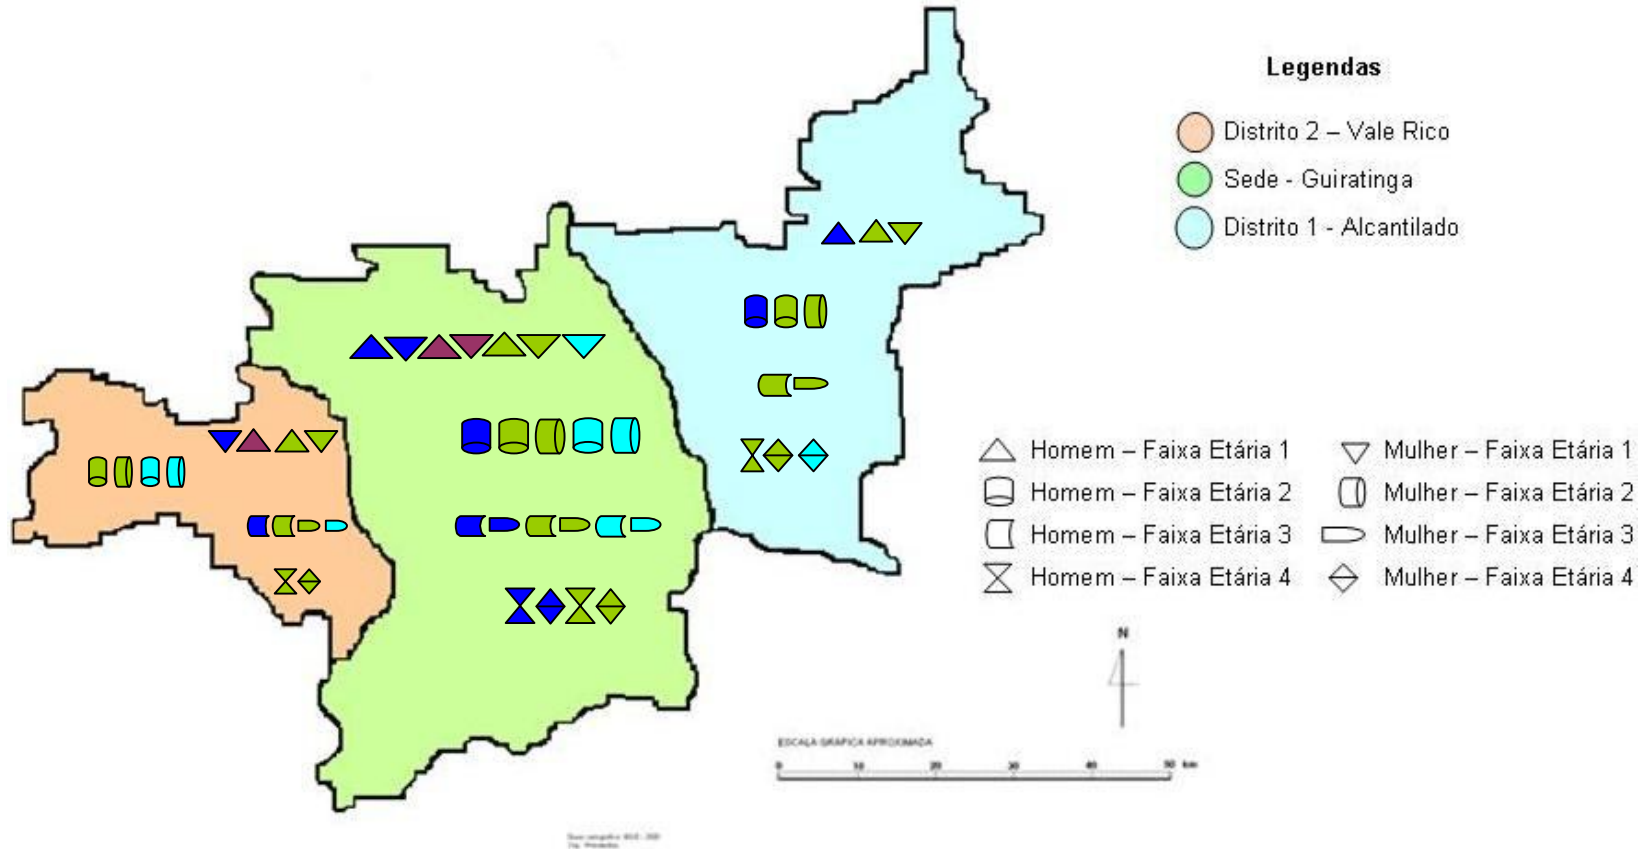 Legendas
Distrito 2 – Vale Rico
Sede - Guiratinga
Distrito 1 - Alcantilado
Homem – Faixa Etária 1
Mulher – Faixa Etária 1
Homem – Faixa Etária 2
Mulher – Faixa Etária 2
Homem – Faixa Etária 3
Mulher – Faixa Etária 3
Homem – Faixa Etária 4
Mulher – Faixa Etária 4
N
ESCALA GRÁFICA APROXIMADA
0 10 20 30 40 50 km